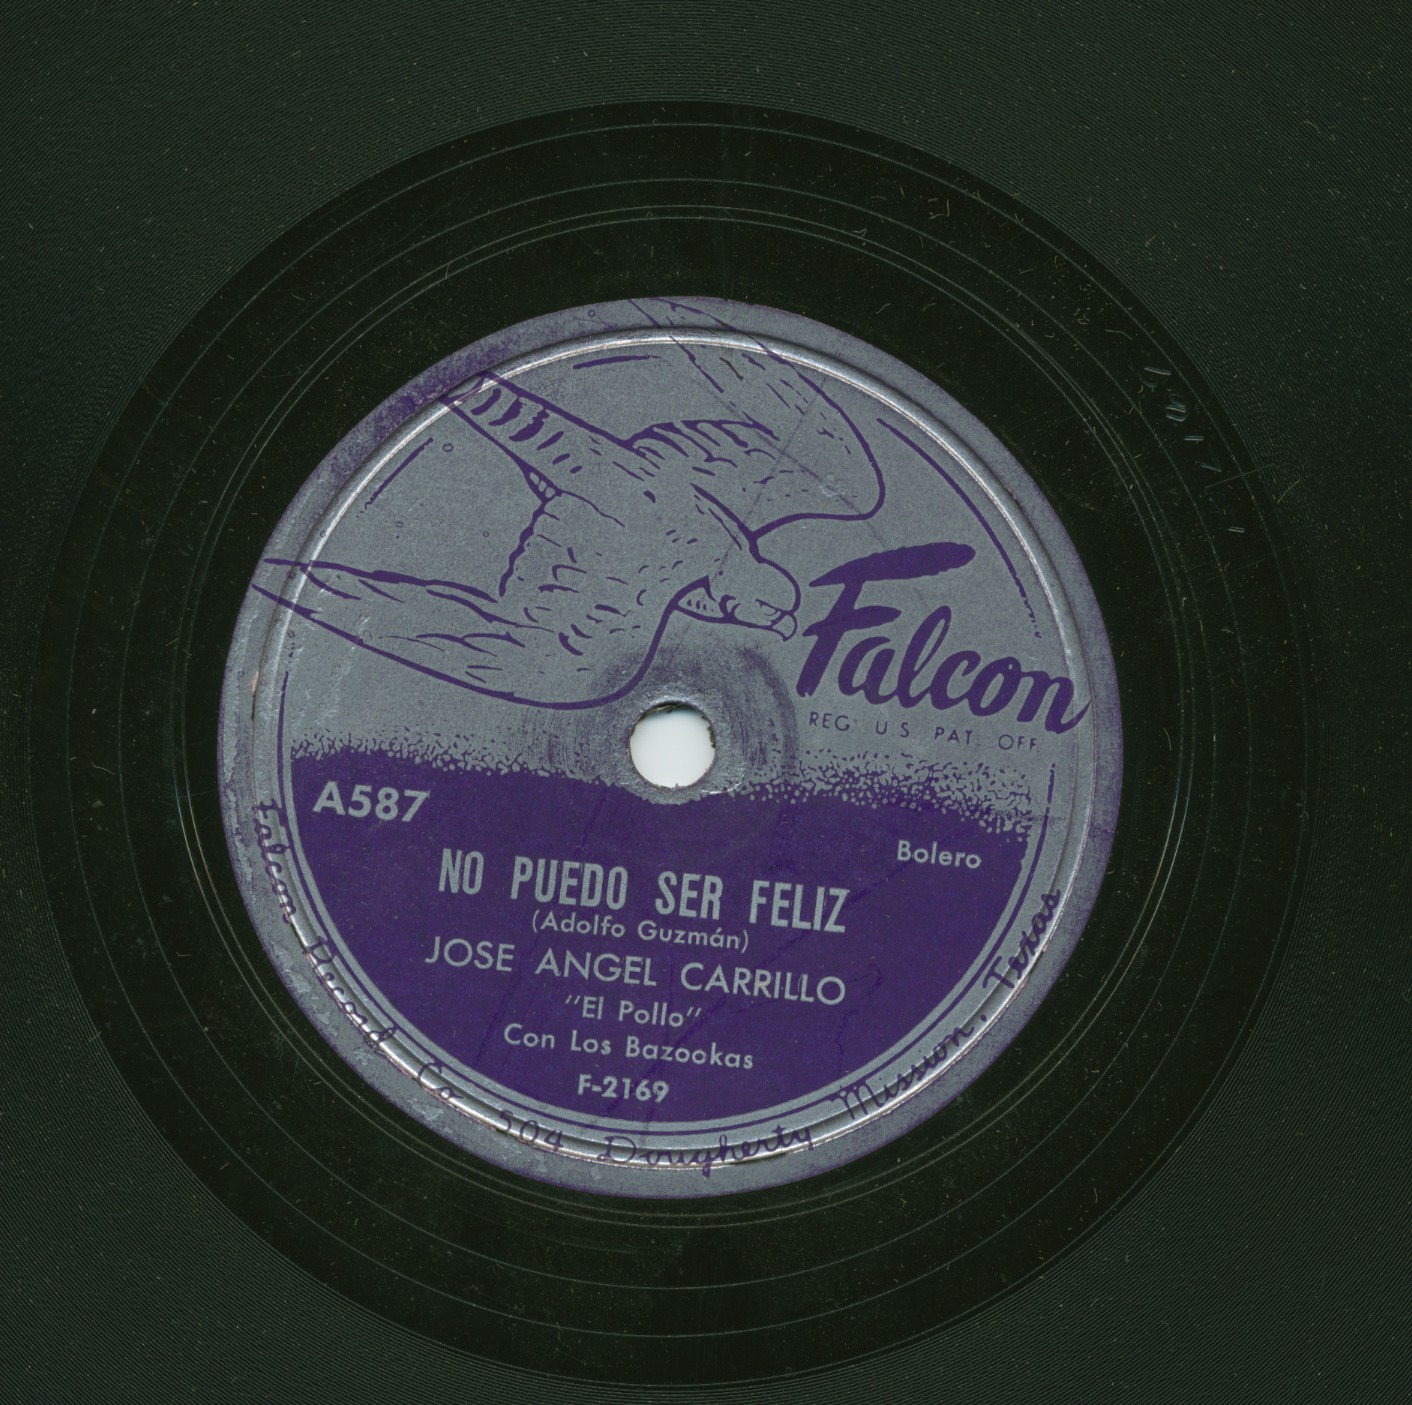 Falcon
REG. U.S. PAT. OFF.
A587
Bolero
NO PUEDO SER FELIZ
(Adolfo Guzmán)
JOSE ANGEL CARRILLO
"El Pollo"
Con Los Bazookas
F-2169
Falcon Record Co 504 Dougherty Mission, Texas